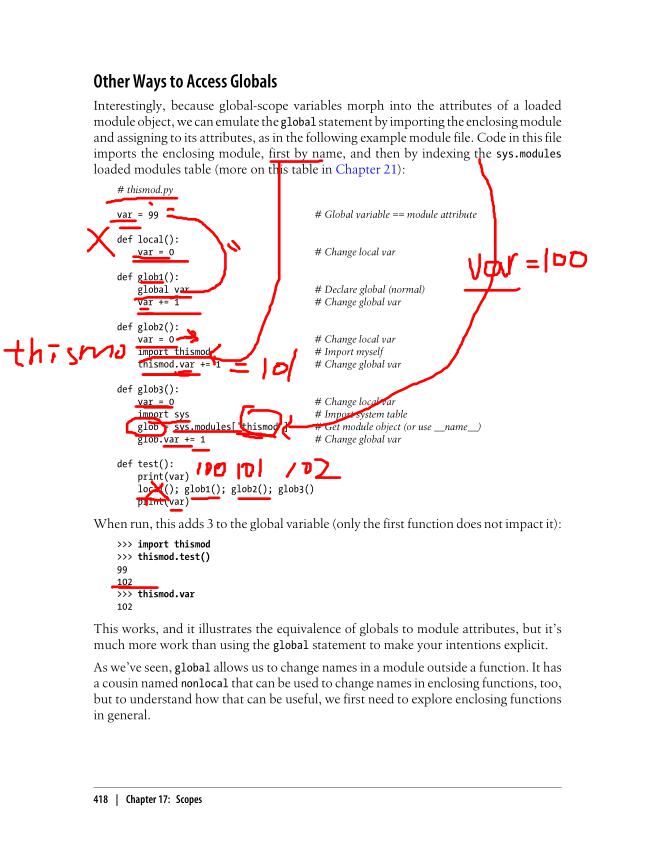 Other Ways to Access Globals
Interestingly, because global-scope variables morph into the attributes of a loaded
module object, we can emulate the global statement by importing the enclosing module
and assigning to its attributes, as in the following example module file. Code in this file
imports the enclosing module, first by name, and then by indexing the sys.modules
loaded modules table (more on this table in Chapter 21):
# thismod.py
var = 99 # Global variable == module attribute
def local():
var = 0 # Change local var
var = 100
def glob1():
global var # Declare global (normal)
var += 1 # Change global var
def glob2():
var = 0 # Change local var
thismo import thismod # Import myself
thismod.var += 1 # Change global var
= 101
def glob3():
var = 0 # Change local var
import sys # Import system table
glob = sys.modules['thismod'] # Get module object (or use __name__)
glob.var += 1 # Change global var
def test():
100 101 102
print(var)
local(); glob1(); glob2(); glob3()
print(var)
When run, this adds 3 to the global variable (only the first function does not impact it):
>>> import thismod
>>> thismod.test()
99
102
>>> thismod.var
102
This works, and it illustrates the equivalence of globals to module attributes, but it's
much more work than using the global statement to make your intentions explicit.
As we've seen, global allows us to change names in a module outside a function. It has
a cousin named nonlocal that can be used to change names in enclosing functions, too,
but to understand how that can be useful, we first need to explore enclosing functions
in general.
418 | Chapter 17: Scopes